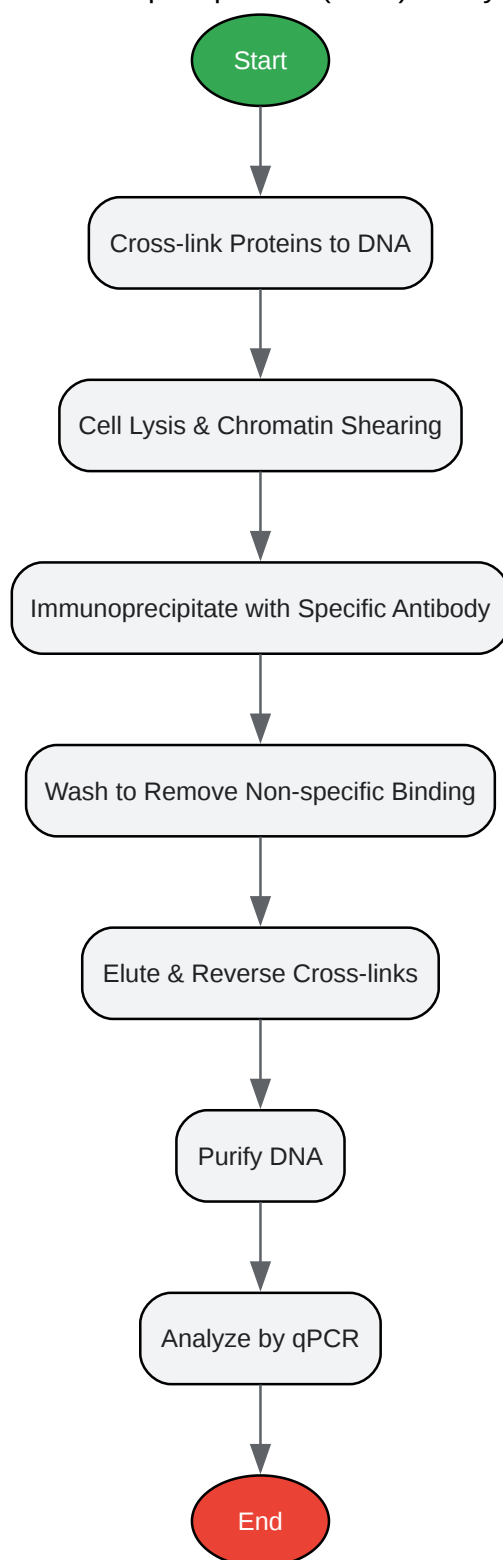 Start
Cross-link Proteins to DNA
Cell Lysis & Chromatin Shearing
Immunoprecipitate with Specific Antibody
Wash to Remove Non-specific Binding
Elute & Reverse Cross-links
Purify DNA
Analyze by qPCR
End